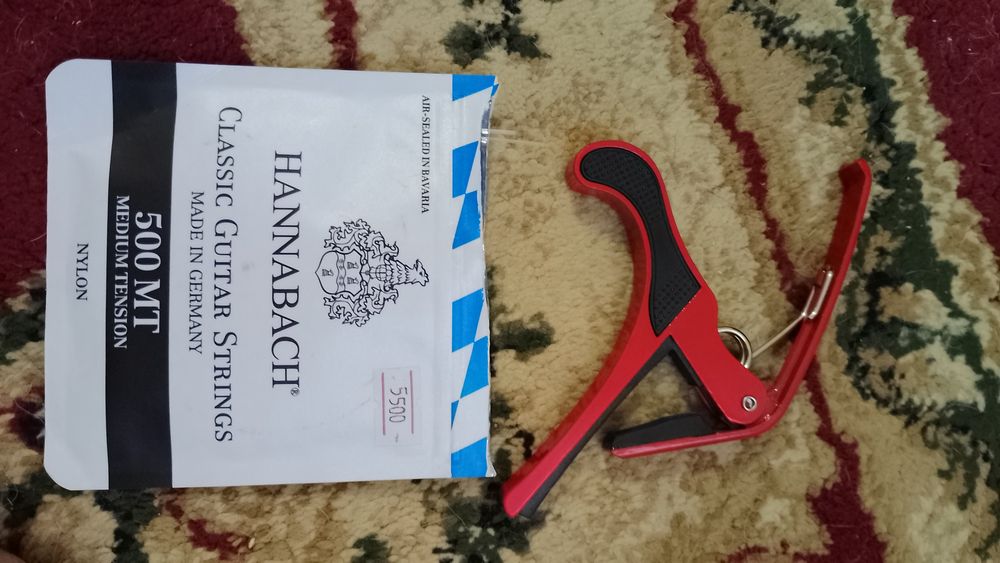 AIR-SEALED IN BAVARIA
HANNABACH®
CLASSIC GUITAR STRINGS
MADE IN GERMANY
500 MT
MEDIUM TENSION
NYLON
5500